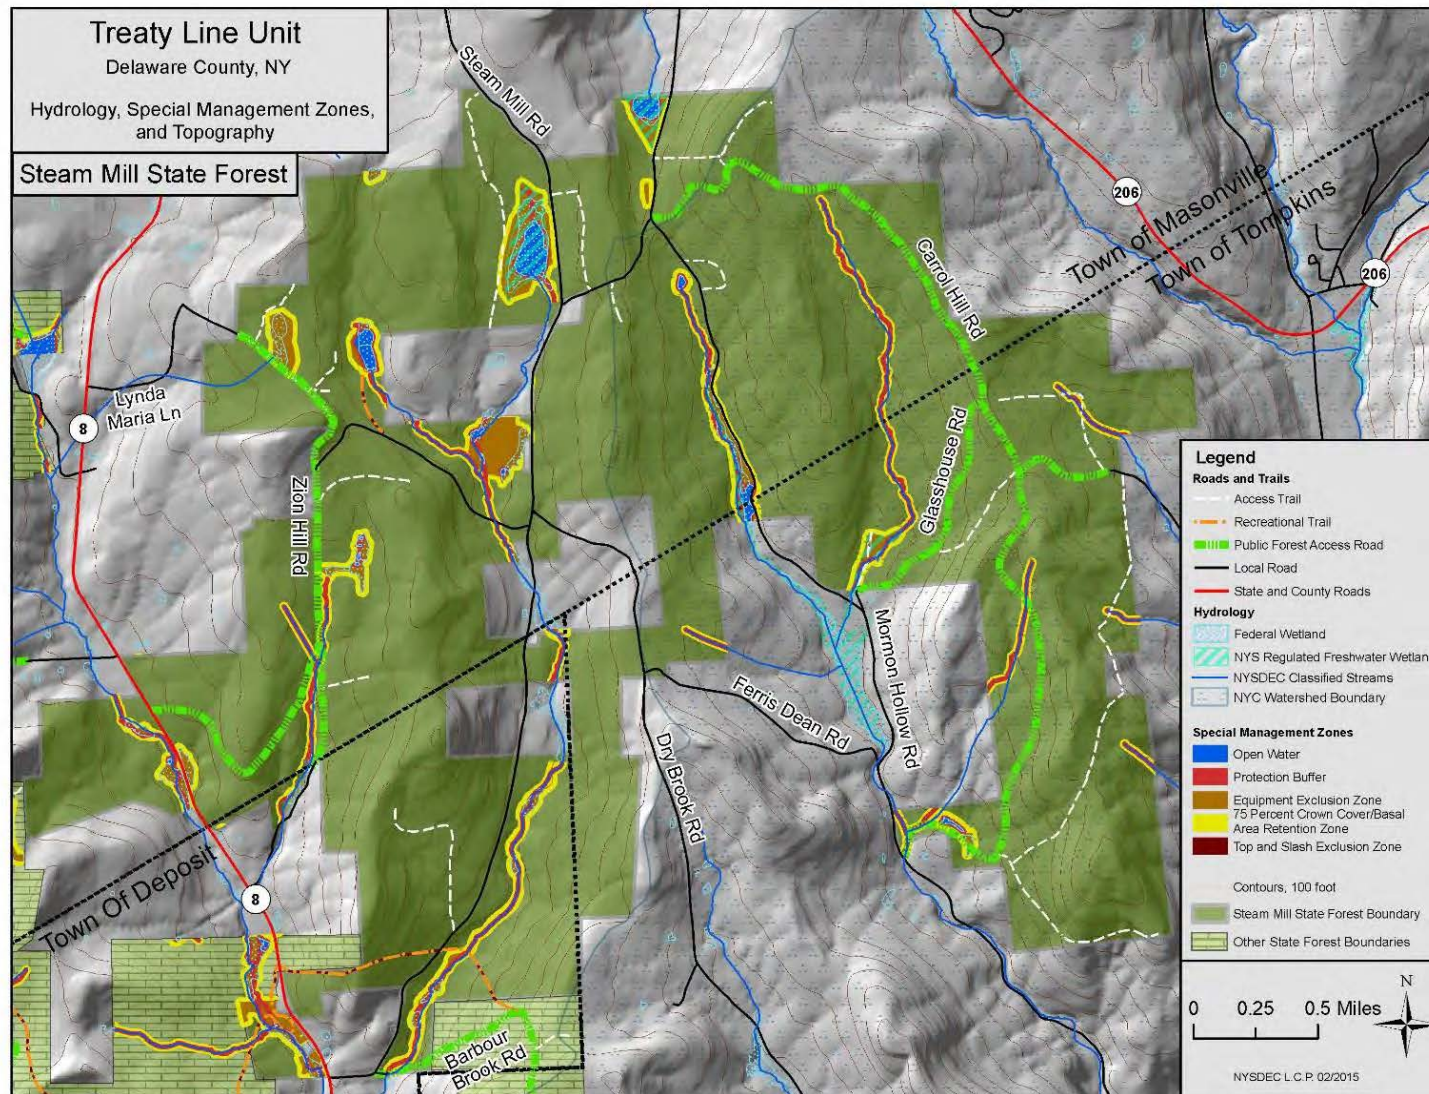 Treaty Line Unit
Delaware County, NY
Hydrology, Special Management Zones,
and Topography
Steam Mill State Forest
Steam Mill Rd
206
Town of Masonville
Town of Tompkins
206
Carrol Hill Rd
Lynda
Maria Ln
8
Glasshouse Rd
Zion Hill Rd
Mormon Hollow Rd
Ferris Dean Rd
Dry Brook Rd
Town Of Deposit
8
Barbour
Brook Rd
Legend
Roads and Trails
Access Trail
Recreational Trail
Public Forest Access Road
Local Road
State and County Roads
Hydrology
Federal Wetland
NYS Regulated Freshwater Wetlan
NYSDEC Classified Streams
NYC Watershed Boundary
Special Management Zones
Open Water
Protection Buffer
Equipment Exclusion Zone
75 Percent Crown Cover/Basal
Area Retention Zone
Top and Slash Exclusion Zone
Contours, 100 foot
Steam Mill State Forest Boundary
Other State Forest Boundaries
0 0.25 0.5 Miles
N
NYSDEC L.C.P. 02/2015